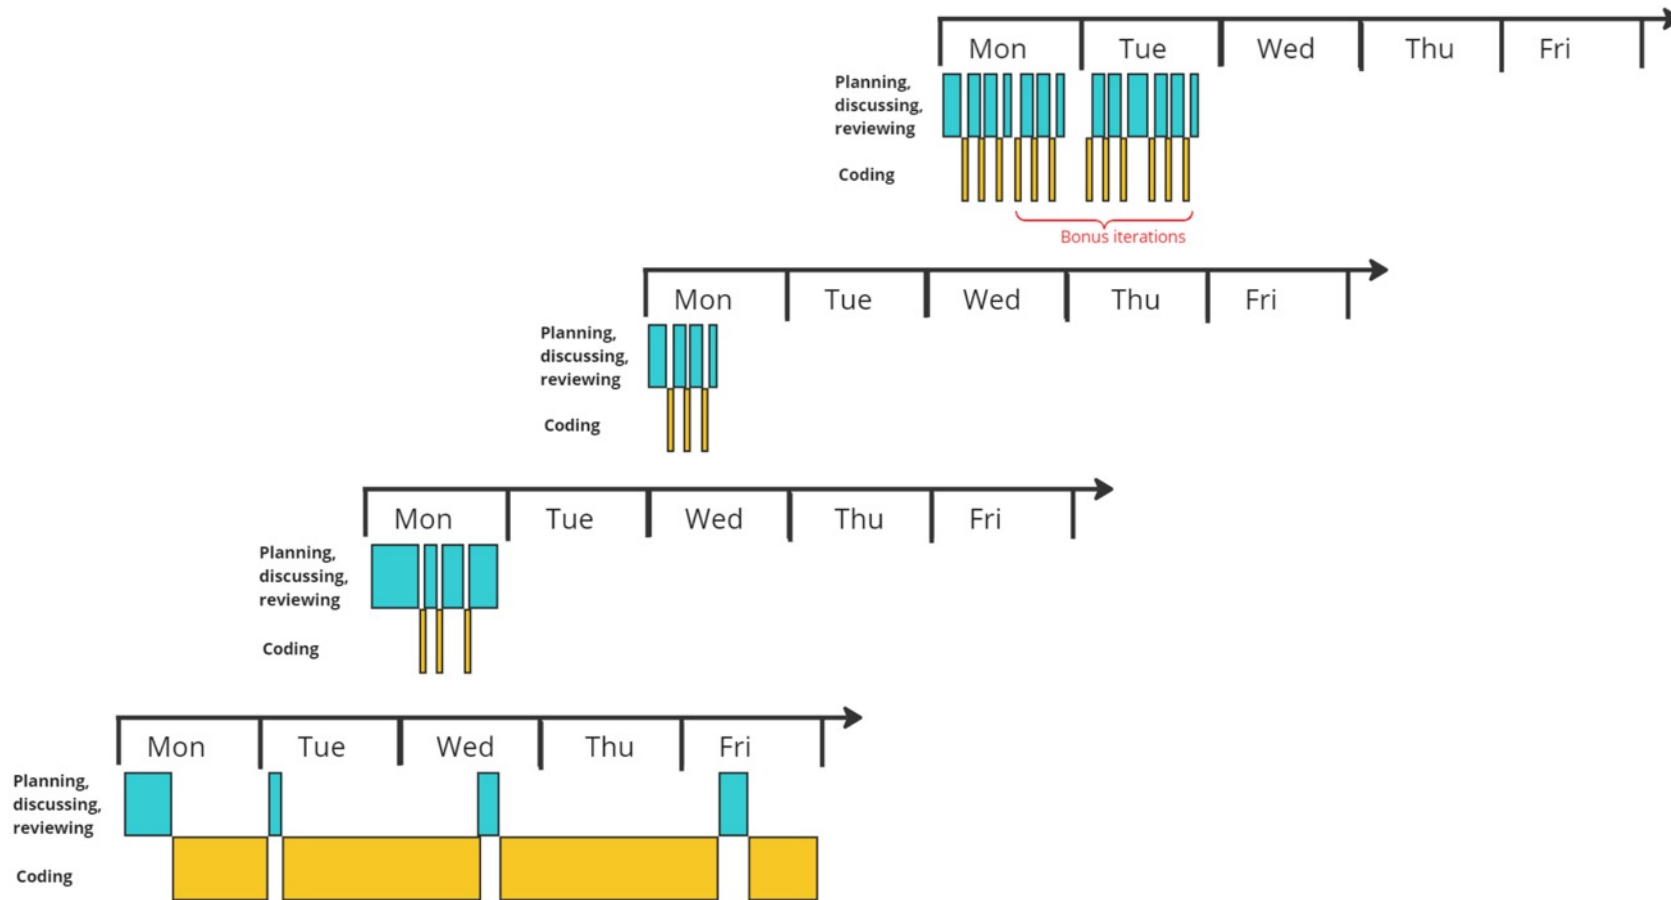 Mon Tue Wed Thu Fri
Planning,
discussing,
reviewing
Coding
Bonus iterations
Mon Tue Wed Thu Fri
Planning,
discussing,
reviewing
Coding
Mon Tue Wed Thu Fri
Planning,
discussing,
reviewing
Coding
Mon Tue Wed Thu Fri
Planning,
discussing,
reviewing
Coding